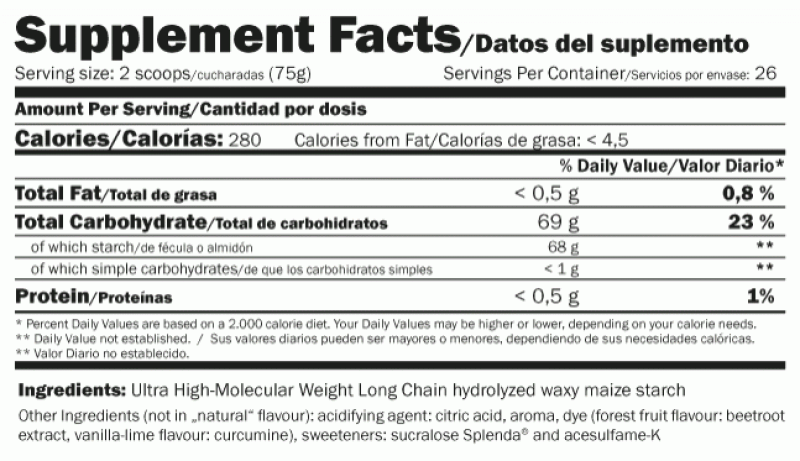 Supplement Facts/Datos del suplemento
Serving size: 2 scoops/cucharadas (75g) Servings Per Container/Servicios por envase: 26
Amount Per Serving/Cantidad por dosis
Calories/Calorías: 280 Calories from Fat/Calorías de grasa: < 4,5
% Daily Value/Valor Diario*
Total Fat/Total de grasa < 0,5 g 0,8 %
Total Carbohydrate/Total de carbohidratos 69 g 23 %
of which starch/de fécula o almidón 68 g **
of which simple carbohydrates/de que los carbohidratos simples < 1 g **
Protein/Proteínas < 0,5 g 1%
* Percent Daily Values are based on a 2.000 calorie diet. Your Daily Values may be higher or lower, depending on your calorie needs.
** Daily Value not established. / Sus valores diarios pueden ser mayores o menores, dependiendo de sus necesidades calóricas.
** Valor Diario no establecido.
Ingredients: Ultra High-Molecular Weight Long Chain hydrolyzed waxy maize starch
Other Ingredients (not in „natural“ flavour): acidifying agent: citric acid, aroma, dye (forest fruit flavour: beetroot
extract, vanilla-lime flavour: curcumine), sweeteners: sucralose Splenda® and acesulfame-K